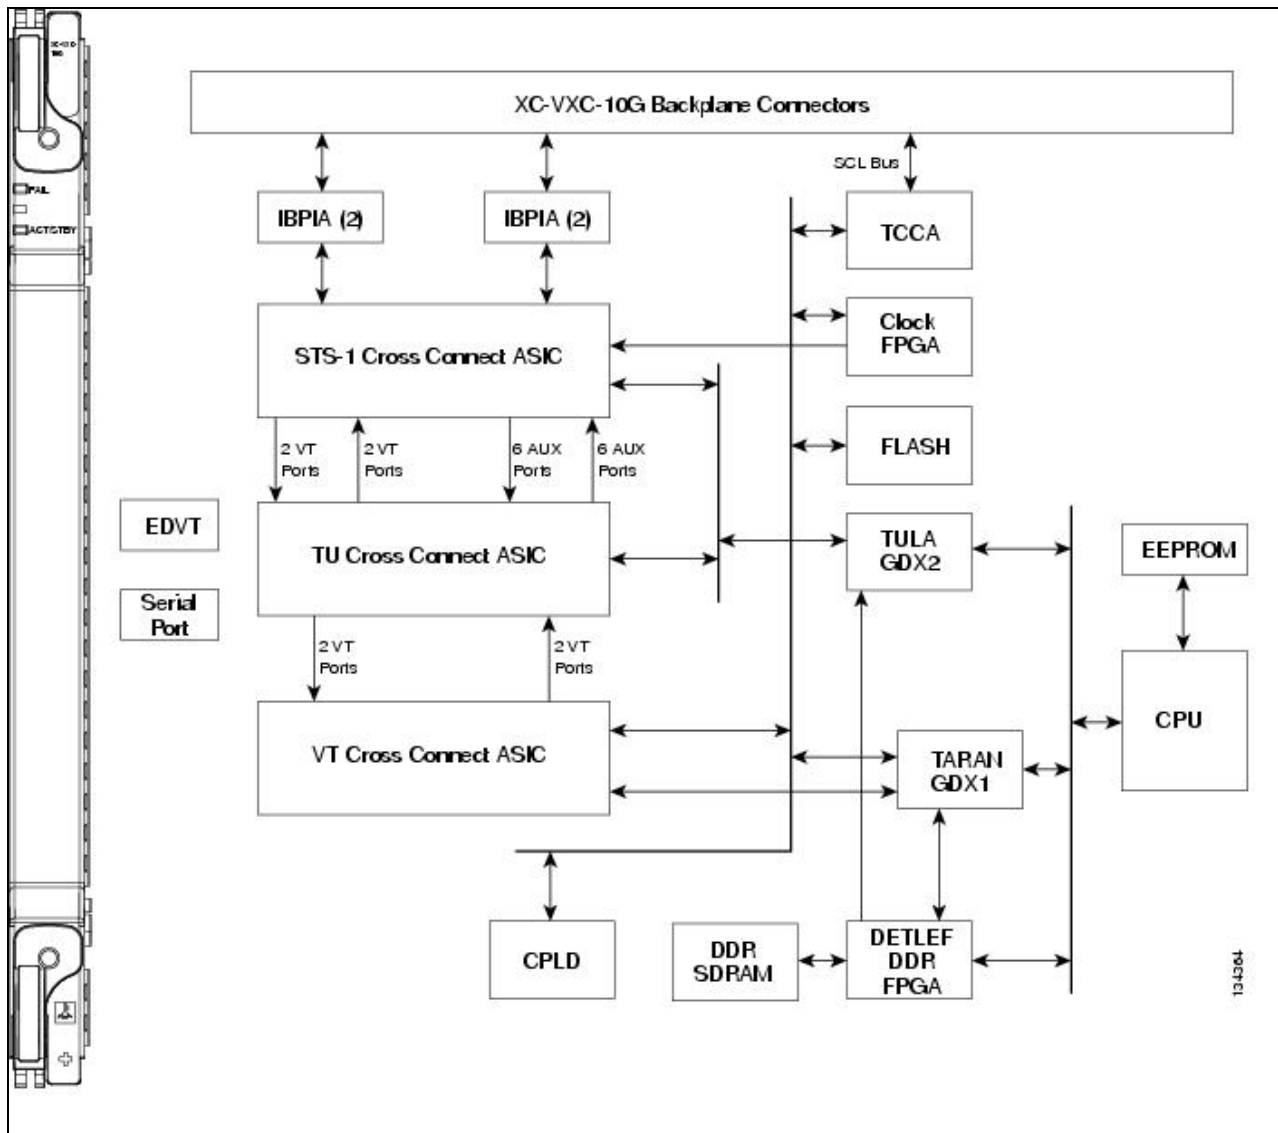 XC-VXC-10G Backplane Connectors
FAIL
ACT/STBY
SCL Bus
IBPIA (2)
IBPIA (2)
TCCA
STS-1 Cross Connect ASIC
Clock
FPGA
2 VT
Ports
2 VT
Ports
6 AUX
Ports
6 AUX
Ports
FLASH
EDVT
TU Cross Connect ASIC
TULA
GDX2
EEPROM
Serial
Port
2 VT
Ports
2 VT
Ports
CPU
VT Cross Connect ASIC
TARAN
GDX1
CPLD
DDR
SDRAM
DETLEF
DDR
FPGA
134364